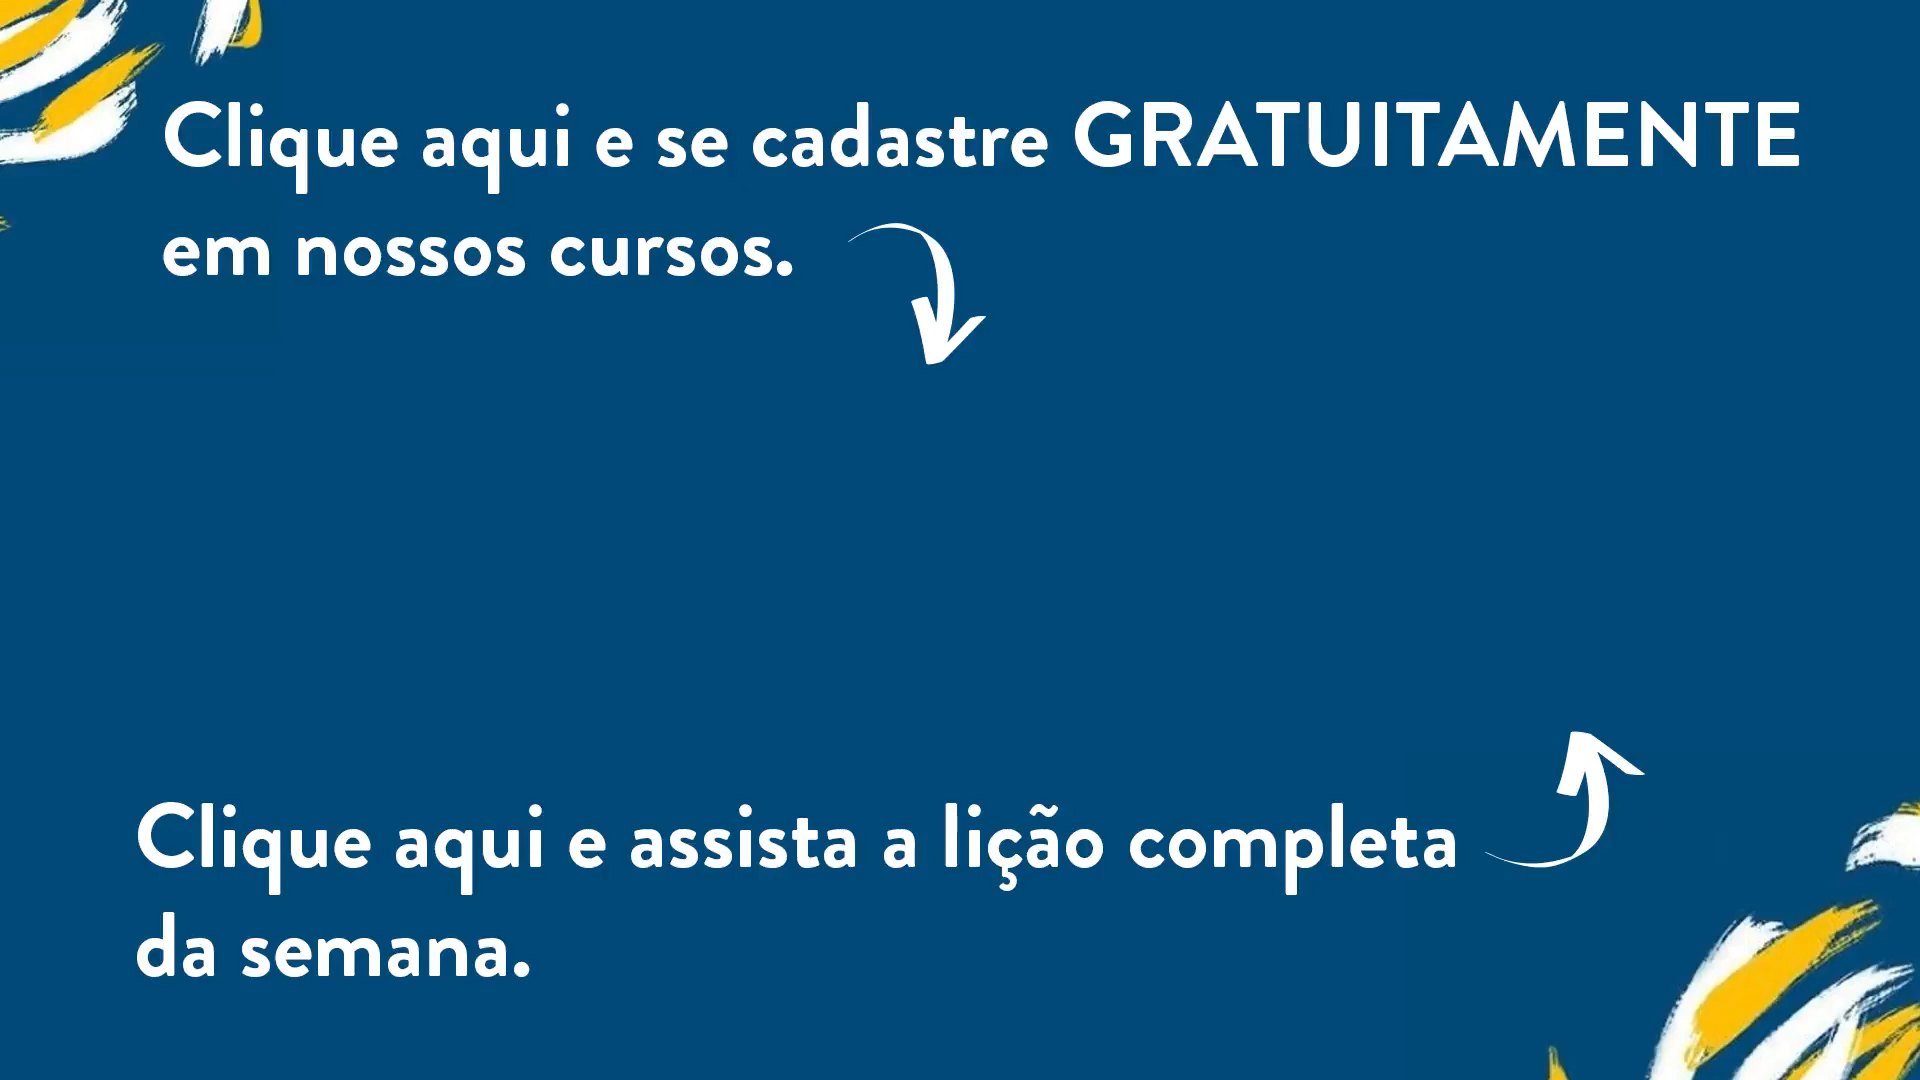 Clique aqui e se cadastre GRATUITAMENTE
em nossos cursos.
Clique aqui e assista a lição completa
da semana.